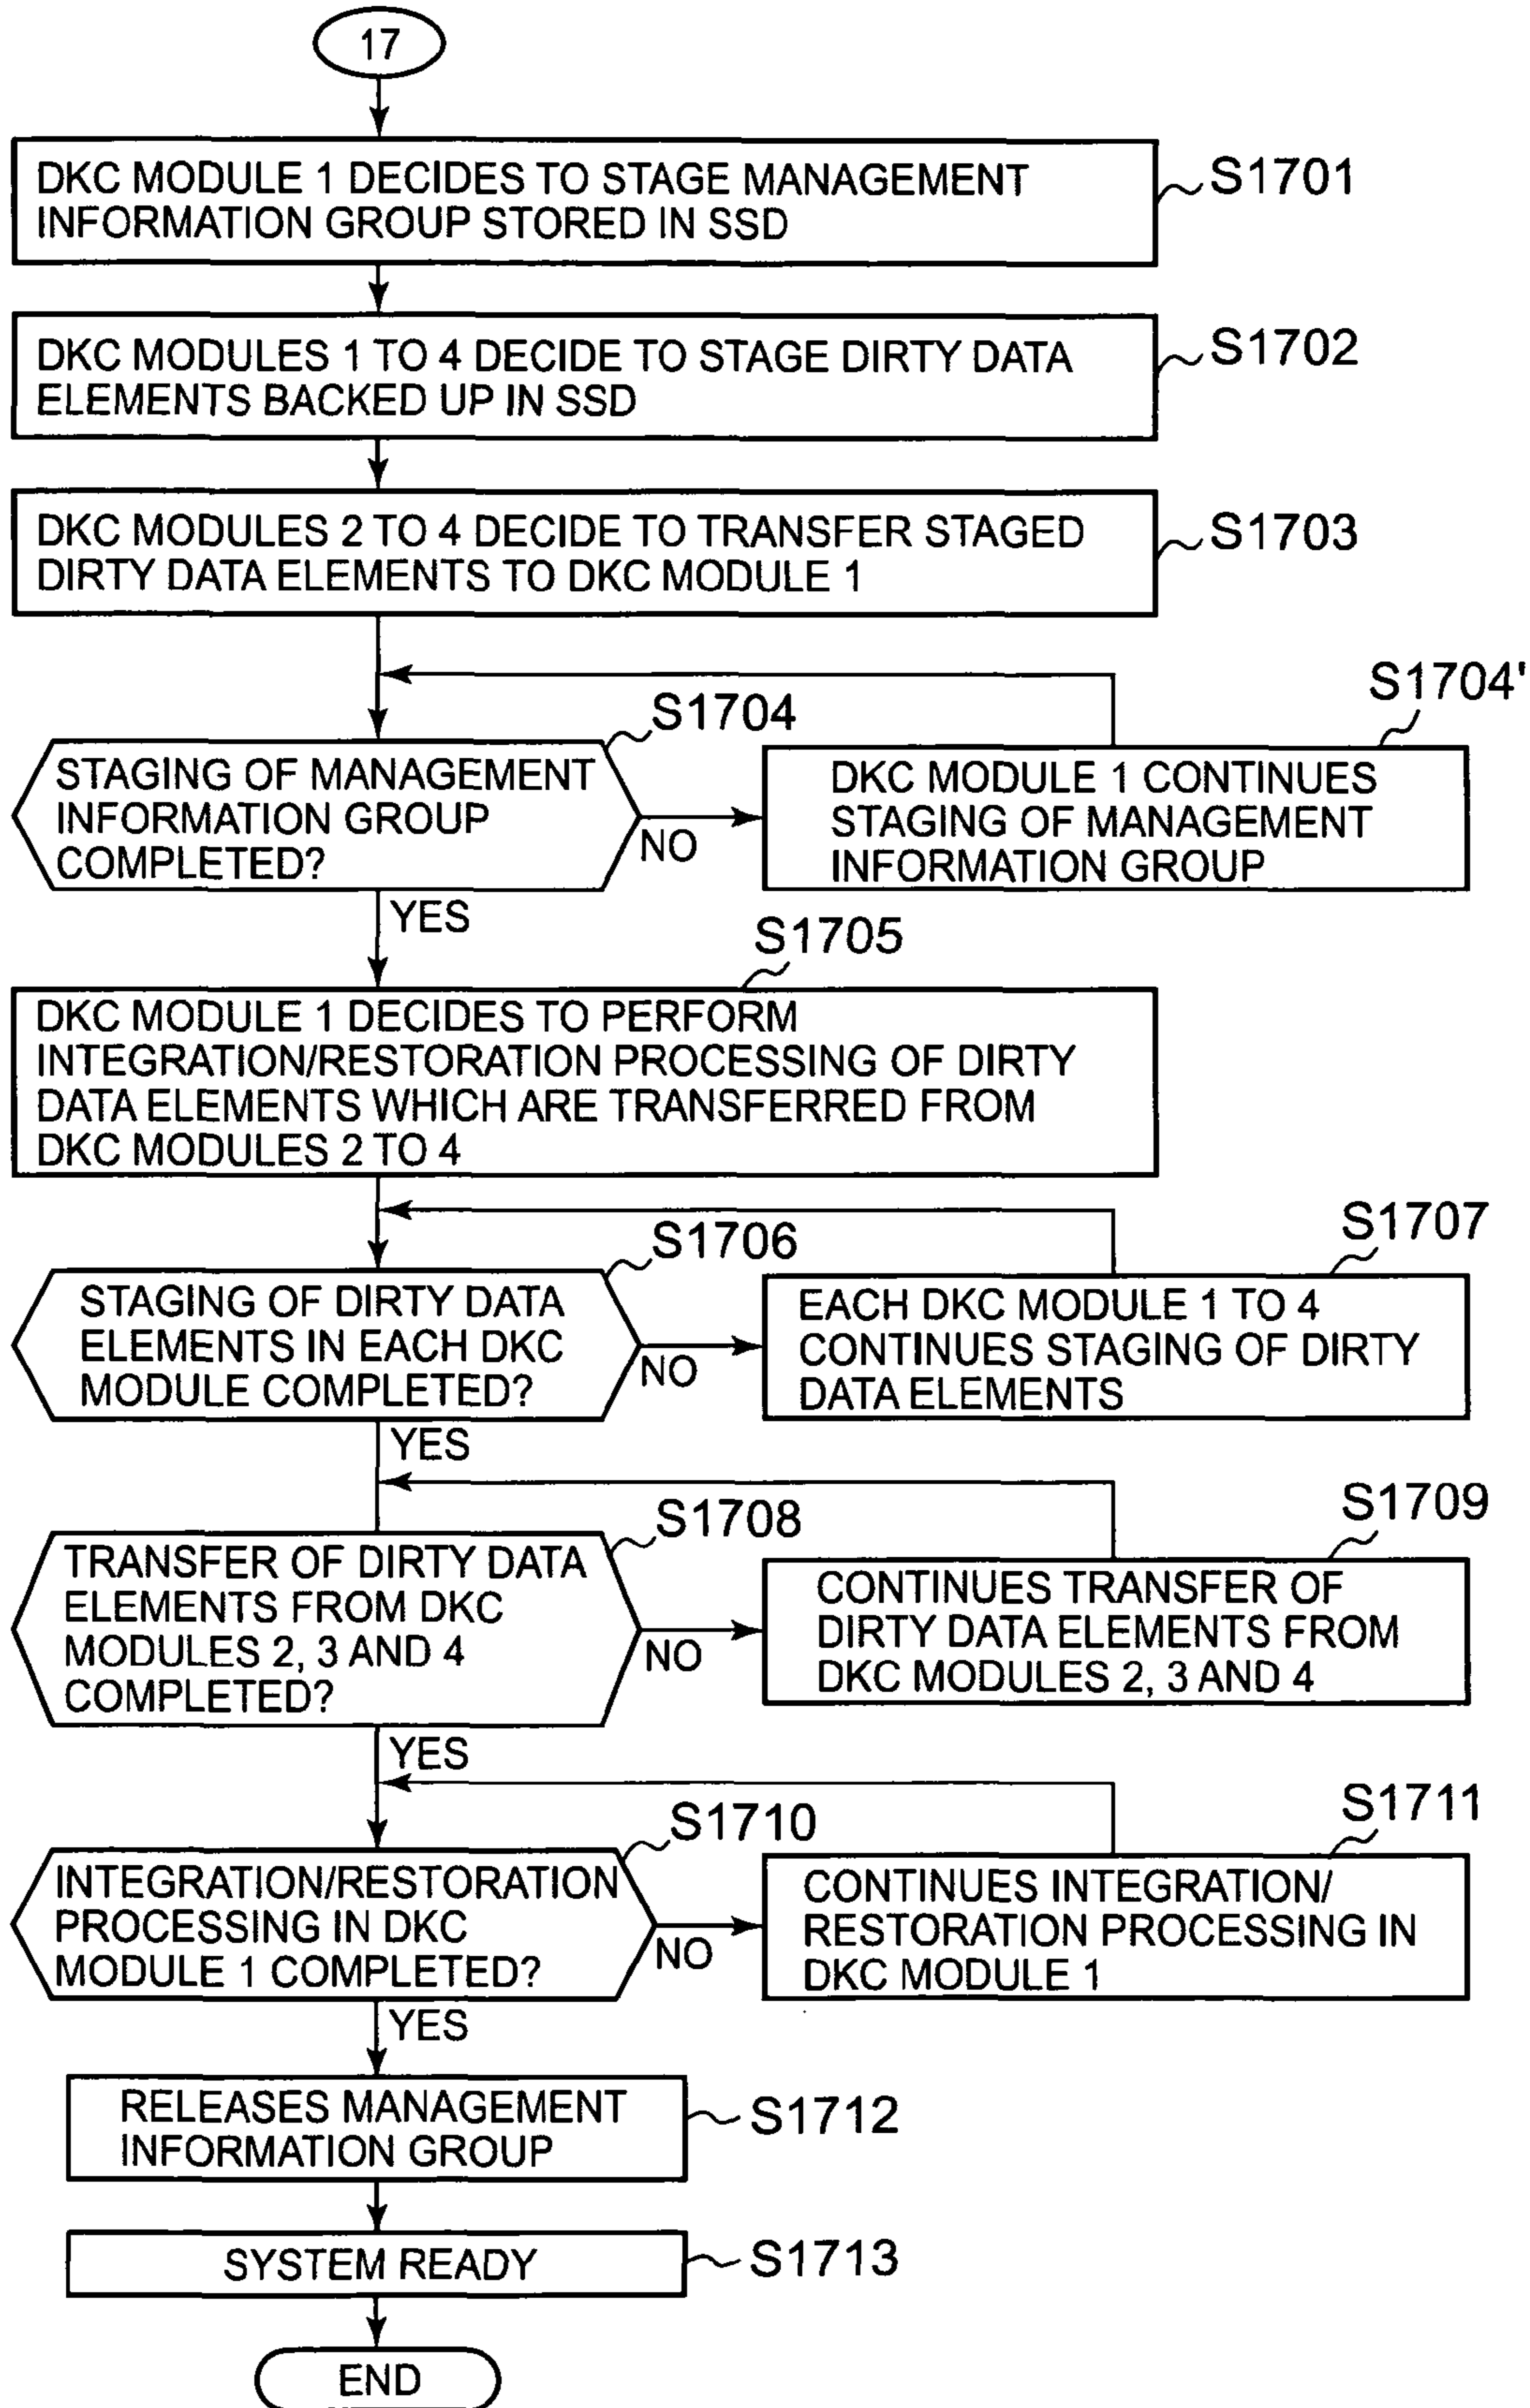 17
DKC MODULE 1 DECIDES TO STAGE MANAGEMENT
INFORMATION GROUP STORED IN SSD
S1701
DKC MODULES 1 TO 4 DECIDE TO STAGE DIRTY DATA
ELEMENTS BACKED UP IN SSD
S1702
DKC MODULES 2 TO 4 DECIDE TO TRANSFER STAGED
DIRTY DATA ELEMENTS TO DKC MODULE 1
S1703
S1704
STAGING OF MANAGEMENT
INFORMATION GROUP
COMPLETED?
NO
S1704'
DKC MODULE 1 CONTINUES
STAGING OF MANAGEMENT
INFORMATION GROUP
YES
S1705
DKC MODULE 1 DECIDES TO PERFORM
INTEGRATION/RESTORATION PROCESSING OF DIRTY
DATA ELEMENTS WHICH ARE TRANSFERRED FROM
DKC MODULES 2 TO 4
S1706
STAGING OF DIRTY DATA
ELEMENTS IN EACH DKC
MODULE COMPLETED?
NO
S1707
EACH DKC MODULE 1 TO 4
CONTINUES STAGING OF DIRTY
DATA ELEMENTS
YES
S1708
TRANSFER OF DIRTY DATA
ELEMENTS FROM DKC
MODULES 2, 3 AND 4
COMPLETED?
NO
S1709
CONTINUES TRANSFER OF
DIRTY DATA ELEMENTS FROM
DKC MODULES 2, 3 AND 4
YES
S1710
INTEGRATION/RESTORATION
PROCESSING IN DKC
MODULE 1 COMPLETED?
NO
S1711
CONTINUES INTEGRATION/
RESTORATION PROCESSING IN
DKC MODULE 1
YES
RELEASES MANAGEMENT
INFORMATION GROUP
S1712
SYSTEM READY
S1713
END